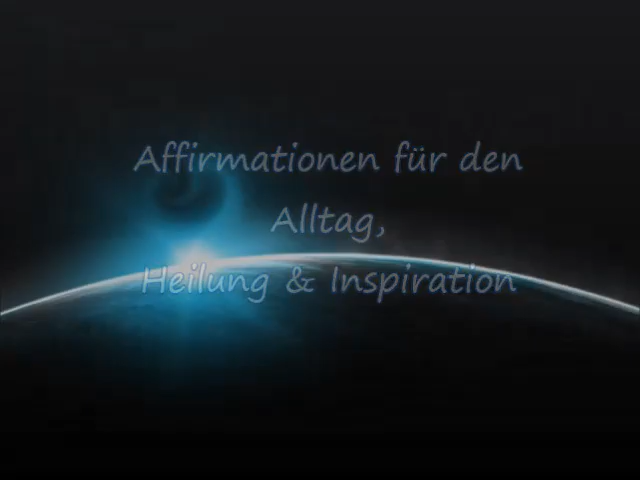 Affirmationen für den
Alltag,
Heilung & Inspiration